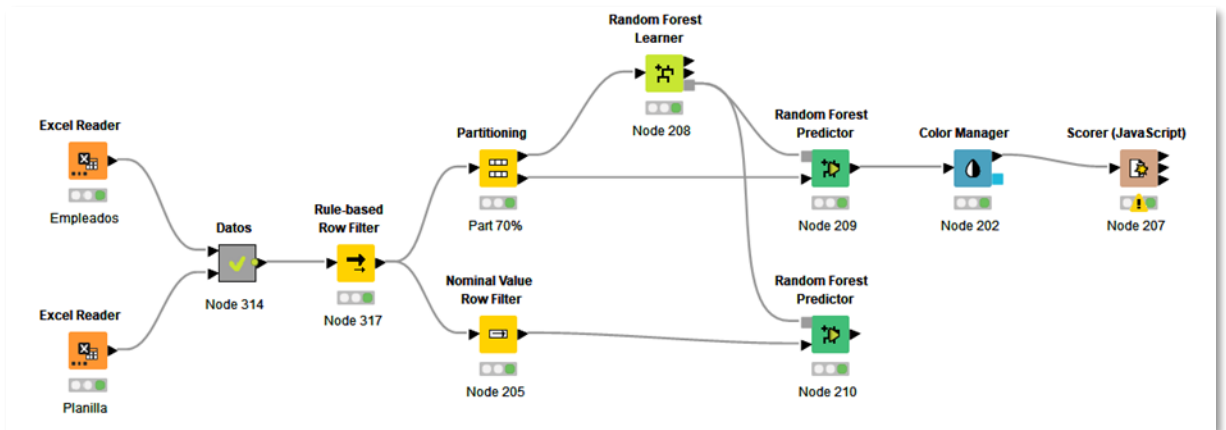 Random Forest
Learner
Node 208
Excel Reader
Empleados
Partitioning
Part 70%
Random Forest
Predictor
Node 209
Color Manager
Node 202
Scorer (JavaScript)
Node 207
Datos
Node 314
Rule-based
Row Filter
Node 317
Excel Reader
Planilla
Nominal Value
Row Filter
Node 205
Random Forest
Predictor
Node 210